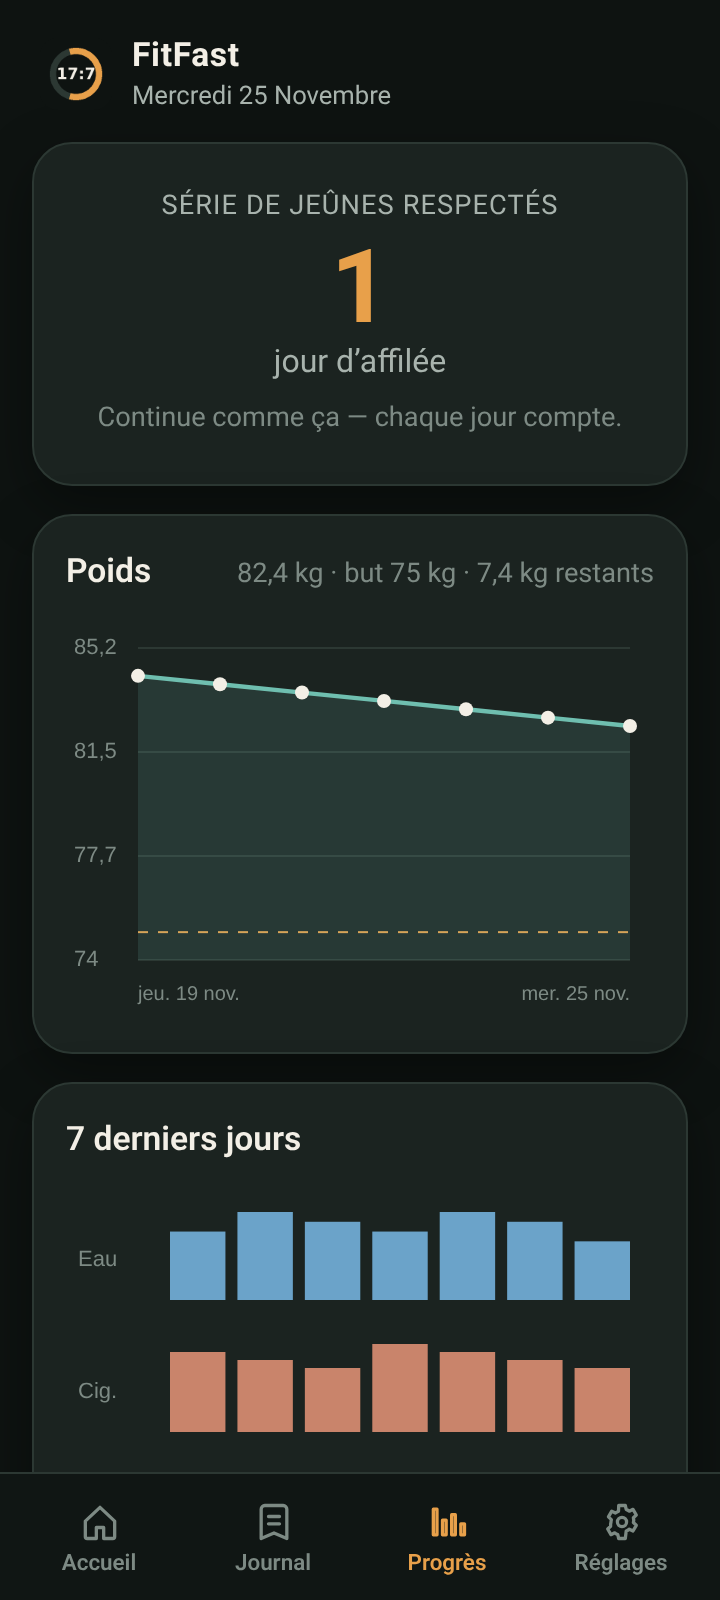 17:7
FitFast
Mercredi 25 Novembre
SÉRIE DE JEÛNES RESPECTÉS
1
jour d’affilée
Continue comme ça — chaque jour compte.
Poids
82,4 kg · but 75 kg · 7,4 kg restants
85,2
81,5
77,7
74
jeu. 19 nov.
mer. 25 nov.
7 derniers jours
Eau
Cig.
Accueil
Journal
Progrès
Réglages